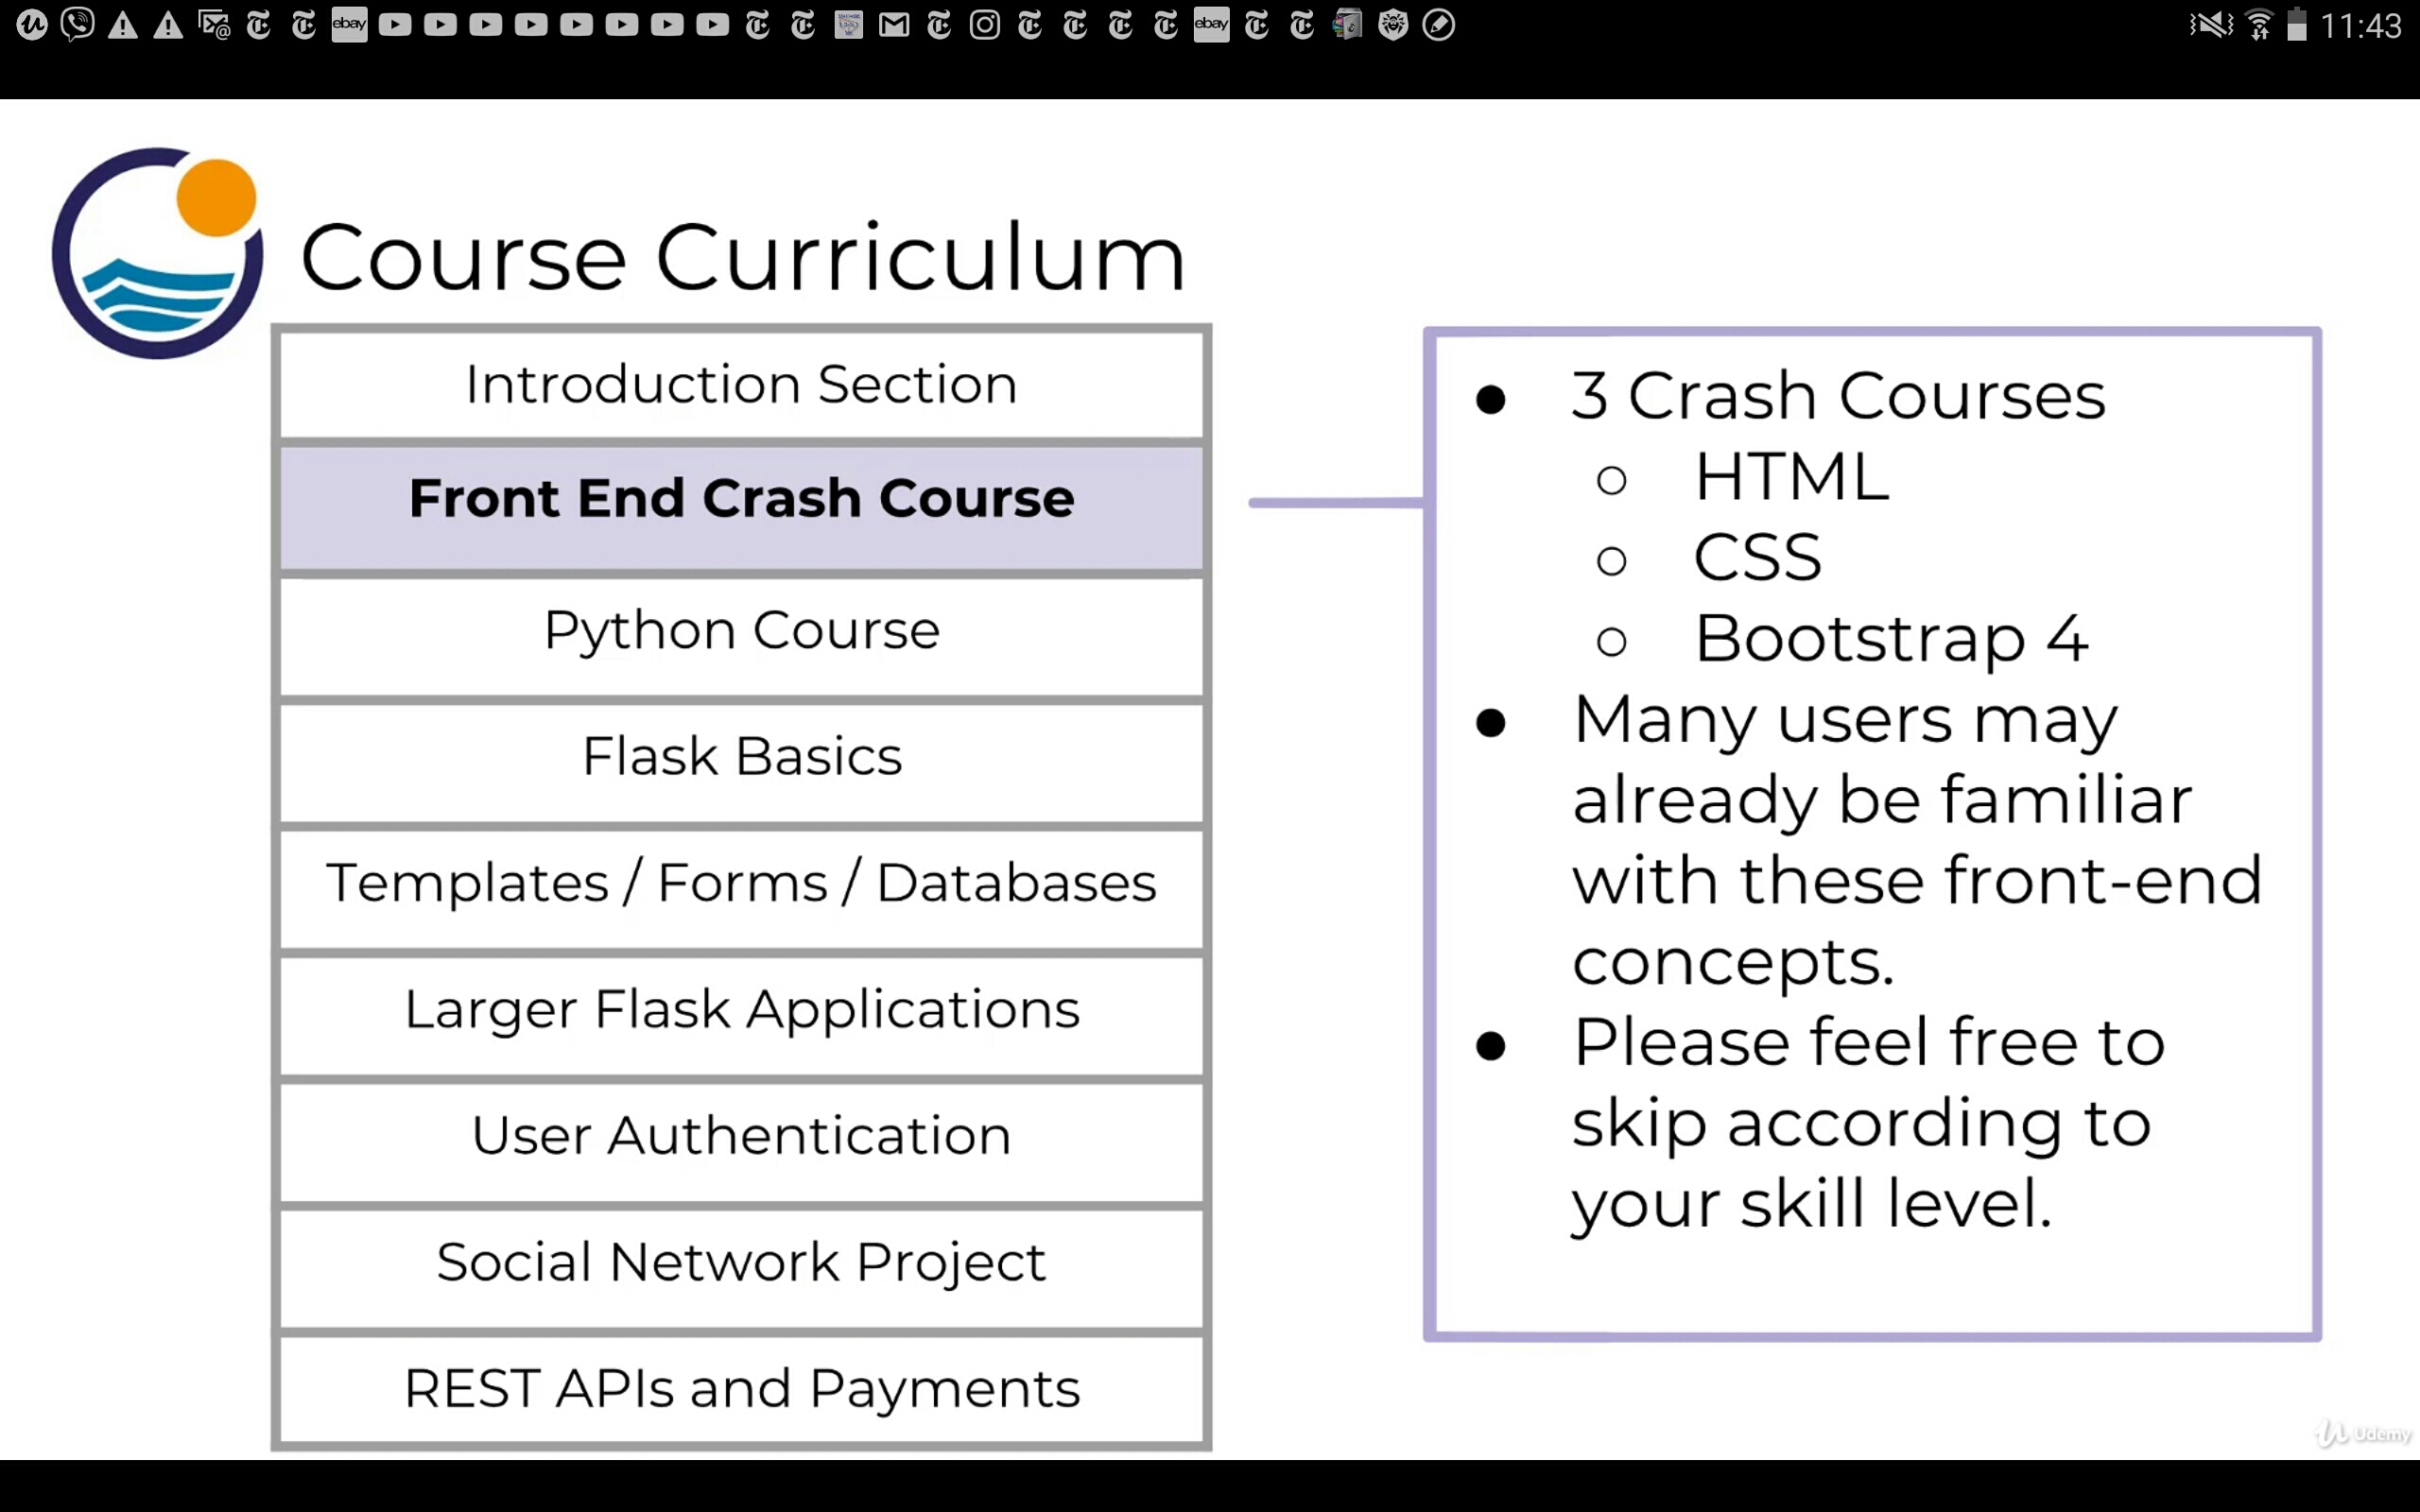 ebay
ebay
11:43
Course Curriculum
Introduction Section
Front End Crash Course
Python Course
Flask Basics
Templates / Forms / Databases
Larger Flask Applications
User Authentication
Social Network Project
REST APIs and Payments
● 3 Crash Courses
○ HTML
○ CSS
○ Bootstrap 4
● Many users may
already be familiar
with these front-end
concepts.
● Please feel free to
skip according to
your skill level.
Udemy